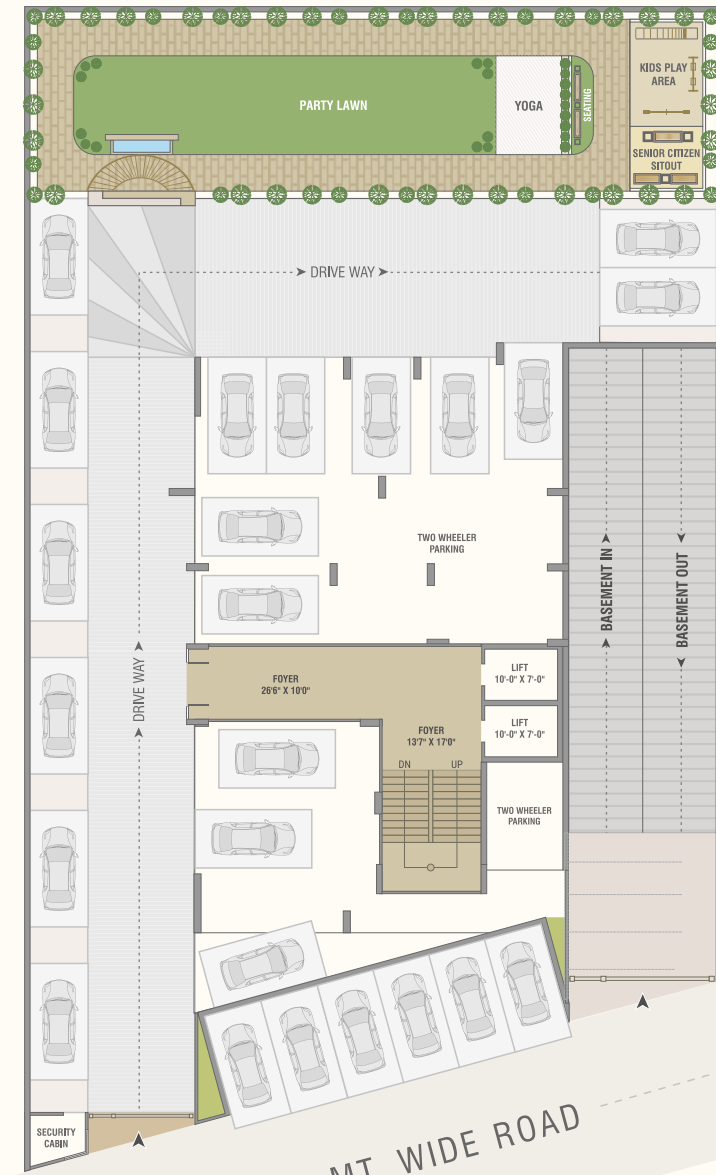 KIDS PLAY
AREA
PARTY LAWN
YOGA
SEATING
SENIOR CITIZEN
SITOUT
DRIVE WAY
TWO WHEELER
PARKING
BASEMENT IN
BASEMENT OUT
DRIVE WAY
FOYER
26'6" X 10'0"
LIFT
10'-0" X 7'-0"
LIFT
10'-0" X 7'-0"
FOYER
13'7" X 17'0"
DN
UP
TWO WHEELER
PARKING
SECURITY
CABIN
MT. WIDE ROAD